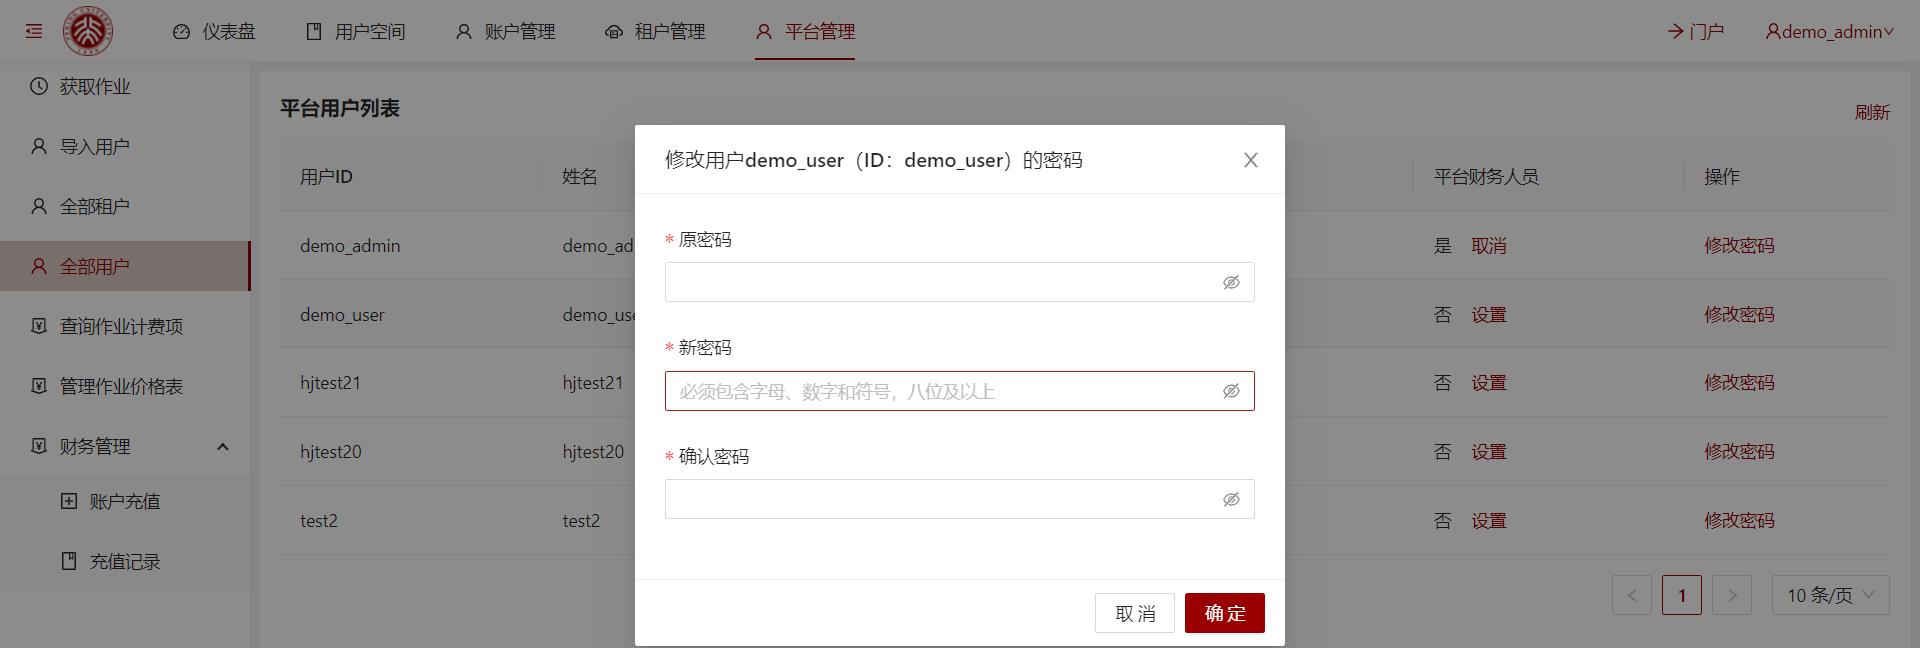 仪表盘 用户空间 账户管理 租户管理 平台管理 门户 demo_admin
获取作业
导入用户
全部租户
全部用户
查询作业计费项
管理作业价格表
财务管理
账户充值
充值记录
平台用户列表
刷新
用户ID 姓名 平台财务人员 操作
demo_admin demo_ad 是 取消 修改密码
demo_user demo_use 否 设置 修改密码
hjtest21 hjtest21 否 设置 修改密码
hjtest20 hjtest20 否 设置 修改密码
test2 test2 否 设置 修改密码
1 10 条/页
修改用户demo_user（ID：demo_user）的密码
* 原密码
* 新密码
必须包含字母、数字和符号，八位及以上
* 确认密码
取 消 确 定